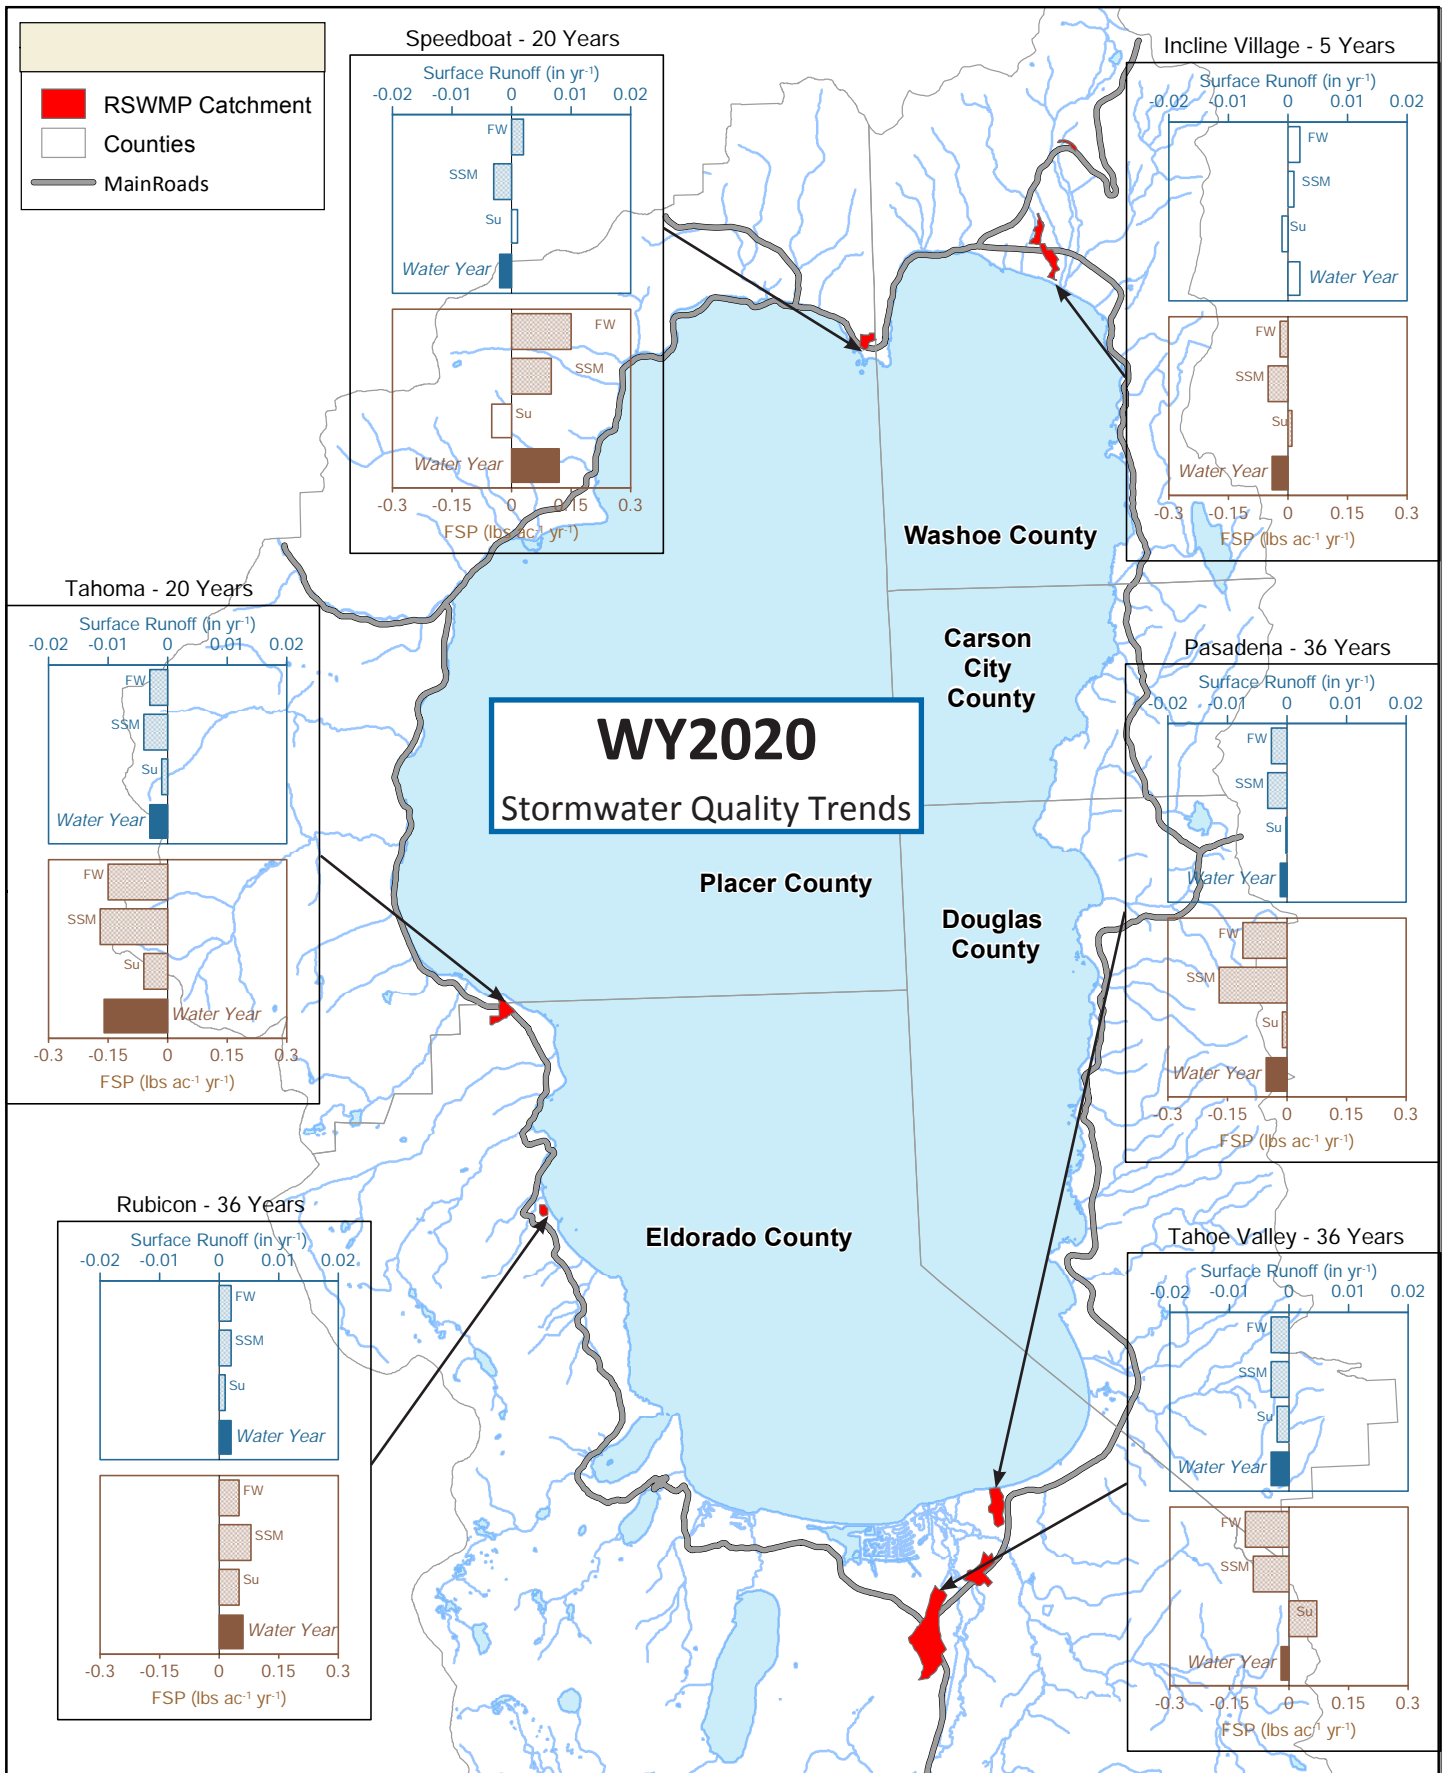 RSWMP Catchment
Counties
MainRoads
Speedboat - 20 Years
Surface Runoff (in yr⁻¹)
-0.02 -0.01 0 0.01 0.02
FW
SSM
Su
Water Year
FW
SSM
Su
Water Year
-0.3 -0.15 0 0.15 0.3
FSP (lbs ac⁻¹ yr⁻¹)
Incline Village - 5 Years
Surface Runoff (in yr⁻¹)
-0.02 -0.01 0 0.01 0.02
FW
SSM
Su
Water Year
FW
SSM
Su
Water Year
-0.3 -0.15 0 0.15 0.3
FSP (lbs ac⁻¹ yr⁻¹)
Washoe County
Tahoma - 20 Years
Surface Runoff (in yr⁻¹)
-0.02 -0.01 0 0.01 0.02
FW
SSM
Su
Water Year
FW
SSM
Su
Water Year
-0.3 -0.15 0 0.15 0.3
FSP (lbs ac⁻¹ yr⁻¹)
Carson
City
County
WY2020
Stormwater Quality Trends
Placer County
Douglas
County
Pasadena - 36 Years
Surface Runoff (in yr⁻¹)
-0.02 -0.01 0 0.01 0.02
FW
SSM
Su
Water Year
FW
SSM
Su
Water Year
-0.3 -0.15 0 0.15 0.3
FSP (lbs ac⁻¹ yr⁻¹)
Rubicon - 36 Years
Surface Runoff (in yr⁻¹)
-0.02 -0.01 0 0.01 0.02
FW
SSM
Su
Water Year
FW
SSM
Su
Water Year
-0.3 -0.15 0 0.15 0.3
FSP (lbs ac⁻¹ yr⁻¹)
Eldorado County
Tahoe Valley - 36 Years
Surface Runoff (in yr⁻¹)
-0.02 -0.01 0 0.01 0.02
FW
SSM
Su
Water Year
FW
SSM
Su
Water Year
-0.3 -0.15 0 0.15 0.3
FSP (lbs ac⁻¹ yr⁻¹)